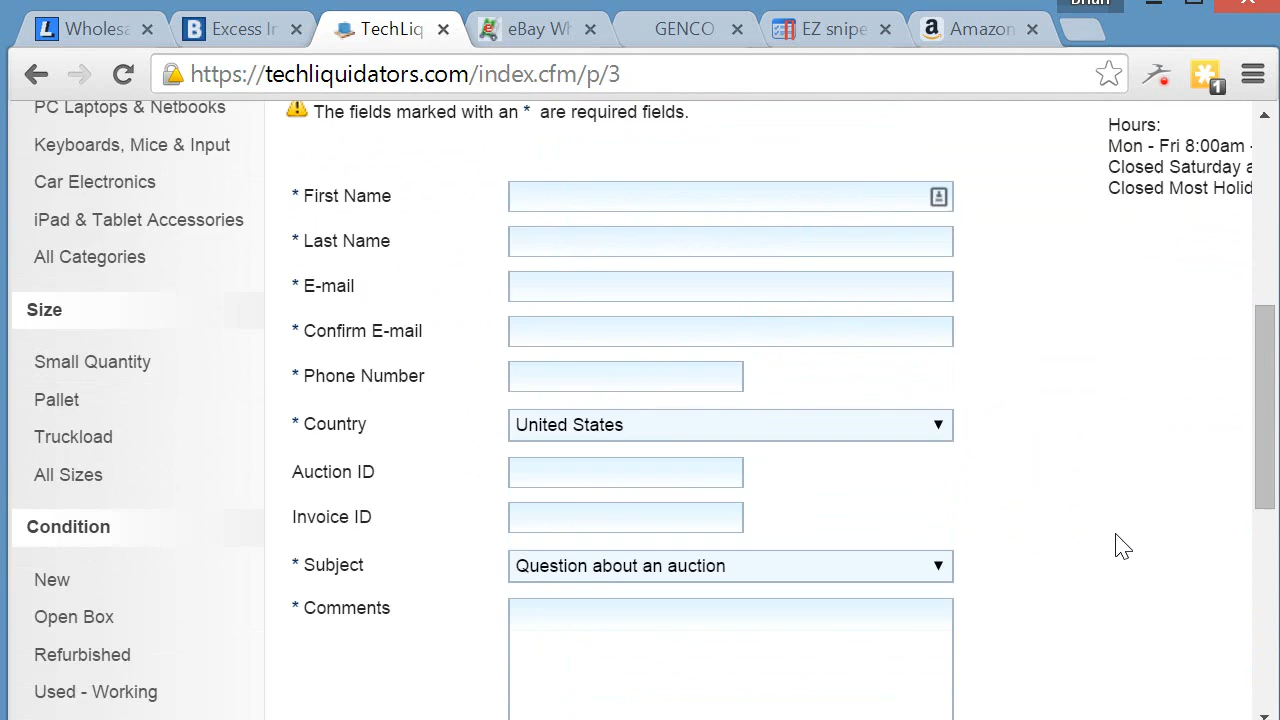 Wholesa
Excess In
TechLiq
eBay Wh
GENCO
EZ snipe
Amazon
https://techliquidators.com/index.cfm/p/3
1
PC Laptops & Netbooks
Keyboards, Mice & Input
Car Electronics
iPad & Tablet Accessories
All Categories
Size
Small Quantity
Pallet
Truckload
All Sizes
Condition
New
Open Box
Refurbished
Used - Working
The fields marked with an * are required fields.
* First Name
* Last Name
* E-mail
* Confirm E-mail
* Phone Number
* Country
United States
Auction ID
Invoice ID
* Subject
Question about an auction
* Comments
Hours:
Mon - Fri 8:00am -
Closed Saturday a
Closed Most Holid